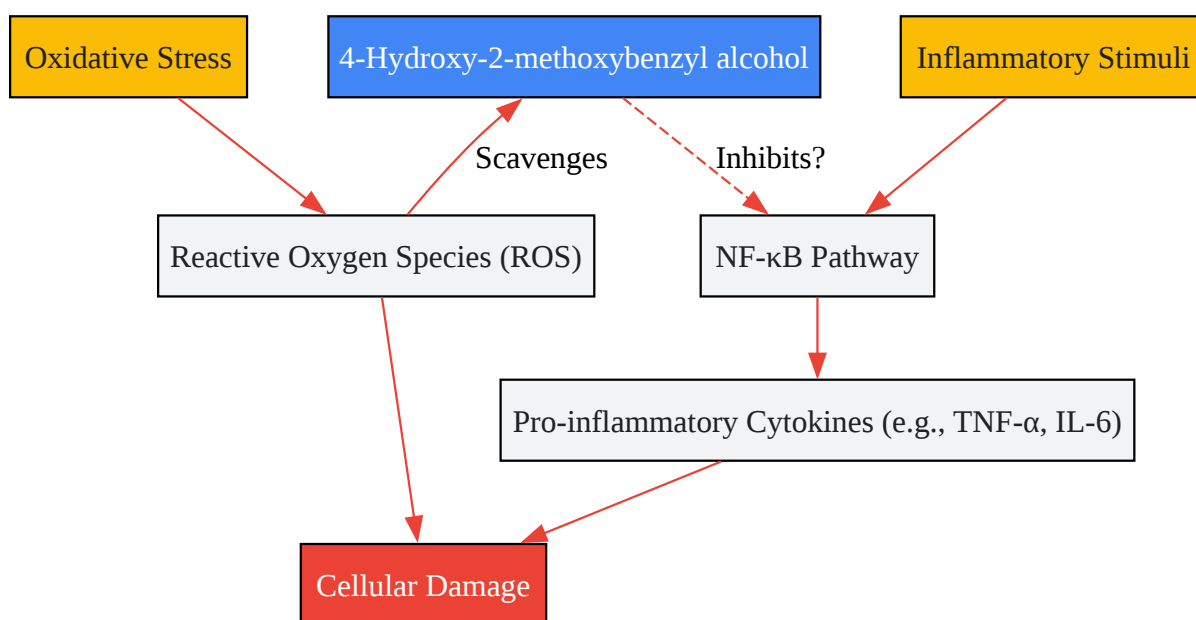 Oxidative Stress
4-Hydroxy-2-methoxybenzyl alcohol
Inflammatory Stimuli
Scavenges
Inhibits?
Reactive Oxygen Species (ROS)
NF-κB Pathway
Pro-inflammatory Cytokines (e.g., TNF-α, IL-6)
Cellular Damage